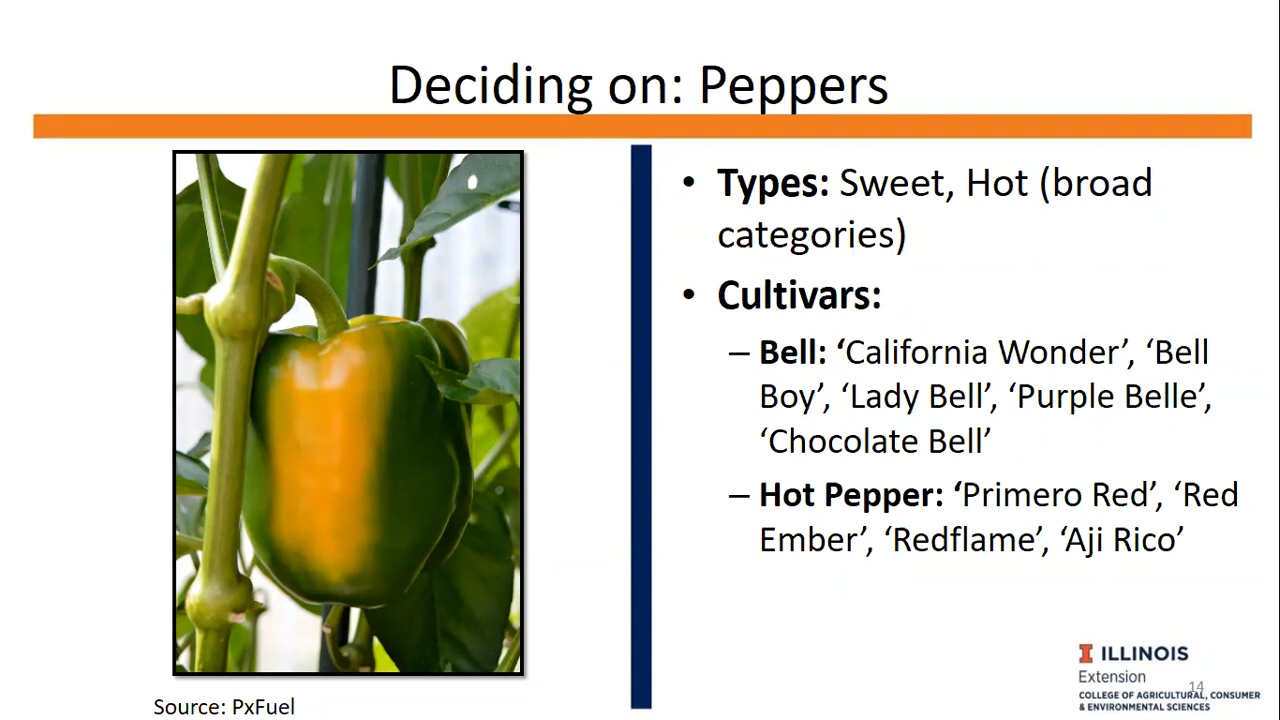 Deciding on: Peppers
• Types: Sweet, Hot (broad
categories)
• Cultivars:
– Bell: ‘California Wonder’, ‘Bell
Boy’, ‘Lady Bell’, ‘Purple Belle’,
‘Chocolate Bell’
– Hot Pepper: ‘Primero Red’, ‘Red
Ember’, ‘Redflame’, ‘Aji Rico’
Source: PxFuel
I ILLINOIS
Extension
14
COLLEGE OF AGRICULTURAL, CONSUMER
& ENVIRONMENTAL SCIENCES